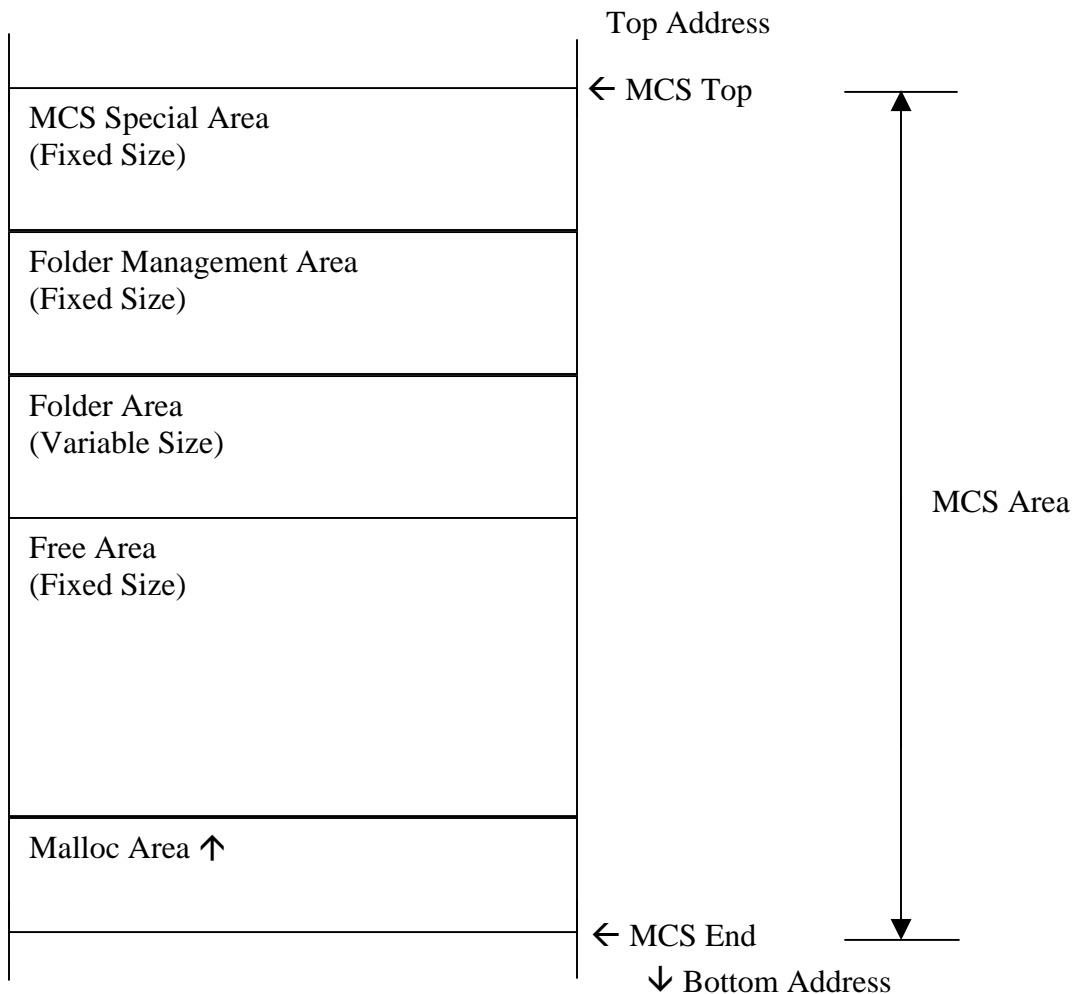 Top Address
← MCS Top
MCS Special Area
(Fixed Size)
Folder Management Area
(Fixed Size)
Folder Area
(Variable Size)
MCS Area
Free Area
(Fixed Size)
Malloc Area ↑
← MCS End
↓ Bottom Address